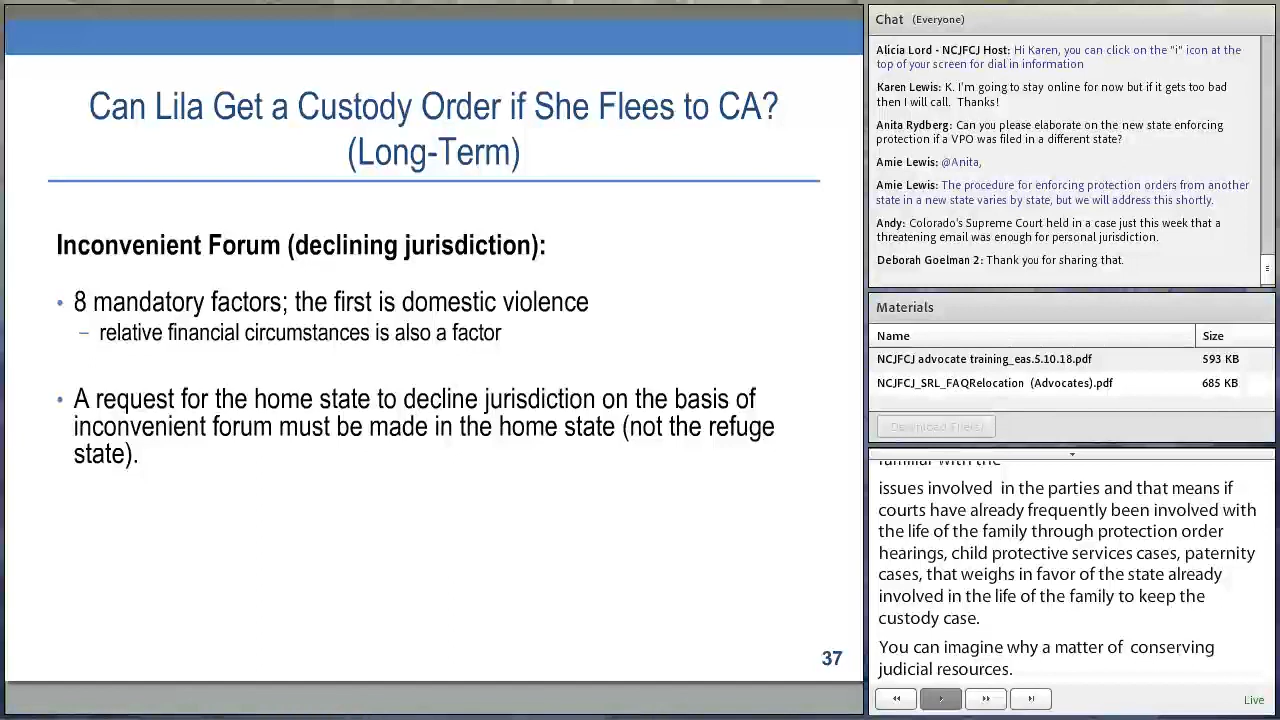 Can Lila Get a Custody Order if She Flees to CA?
(Long-Term)
Inconvenient Forum (declining jurisdiction):
• 8 mandatory factors; the first is domestic violence
– relative financial circumstances is also a factor
• A request for the home state to decline jurisdiction on the basis of
inconvenient forum must be made in the home state (not the refuge
state).
37
Chat (Everyone)
Alicia Lord - NCJFCJ Host: Hi Karen, you can click on the "i" icon at the
top of your screen for dial in information
Karen Lewis: K. I'm going to stay online for now but if it gets too bad
then I will call. Thanks!
Anita Rydberg: Can you please elaborate on the new state enforcing
protection if a VPO was filed in a different state?
Amie Lewis: @Anita,
Amie Lewis: The procedure for enforcing protection orders from another
state in a new state varies by state, but we will address this shortly.
Andy: Colorado's Supreme Court held in a case just this week that a
threatening email was enough for personal jurisdiction.
Deborah Goelman 2: Thank you for sharing that.
Materials
Name Size
NCJFCJ advocate training_eas.5.10.18.pdf 593 KB
NCJFCJ_SRL_FAQRelocation (Advocates).pdf 685 KB
Download File(s)
familiar with the
issues involved in the parties and that means if
courts have already frequently been involved with
the life of the family through protection order
hearings, child protective services cases, paternity
cases, that weighs in favor of the state already
involved in the life of the family to keep the
custody case.
You can imagine why a matter of conserving
judicial resources.
Live